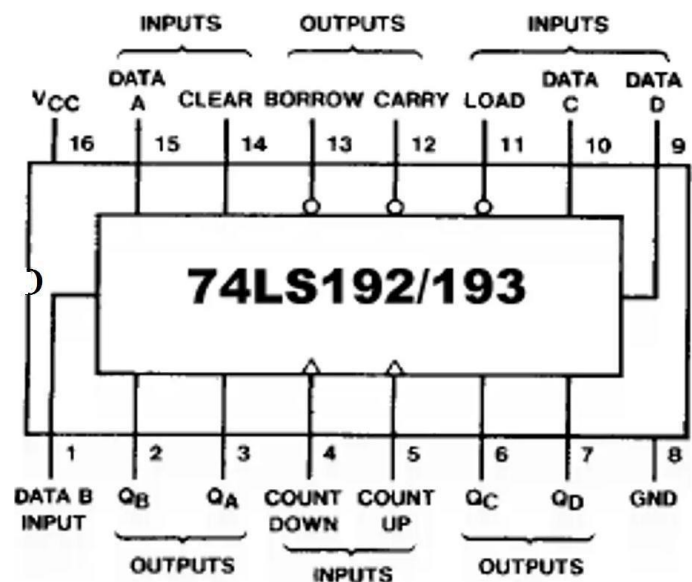 INPUTS OUTPUTS INPUTS
DATA DATA DATA
VCC A CLEAR BORROW CARRY LOAD C D
16 15 14 13 12 11 10 9
74LS192/193
1 2 3 4 5 6 7 8
DATA B QB QA COUNT COUNT QC QD GND
INPUT DOWN UP
OUTPUTS INPUTS OUTPUTS